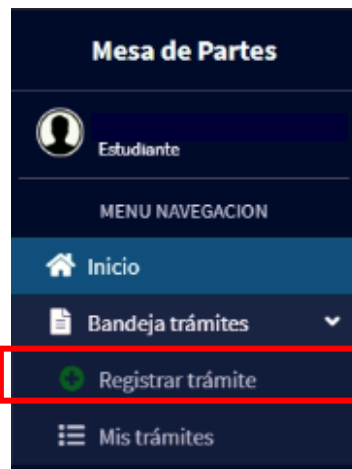 Mesa de Partes
Estudiante
MENU NAVEGACION
Inicio
Bandeja trámites
Registrar trámite
Mis trámites